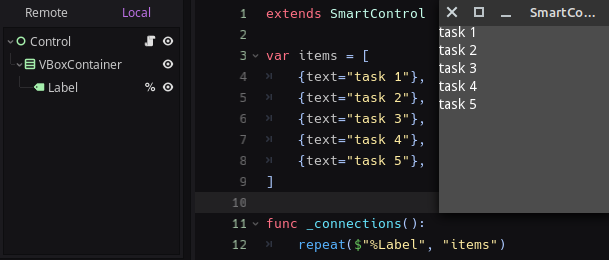 Remote Local
Control
VBoxContainer
Label %
1 extends SmartControl
2
3 var items = [
4 {text="task 1"},
5 {text="task 2"},
6 {text="task 3"},
7 {text="task 4"},
8 {text="task 5"},
9 ]
10
11 func _connections():
12 repeat($"%Label", "items")
SmartCo...
task 1
task 2
task 3
task 4
task 5